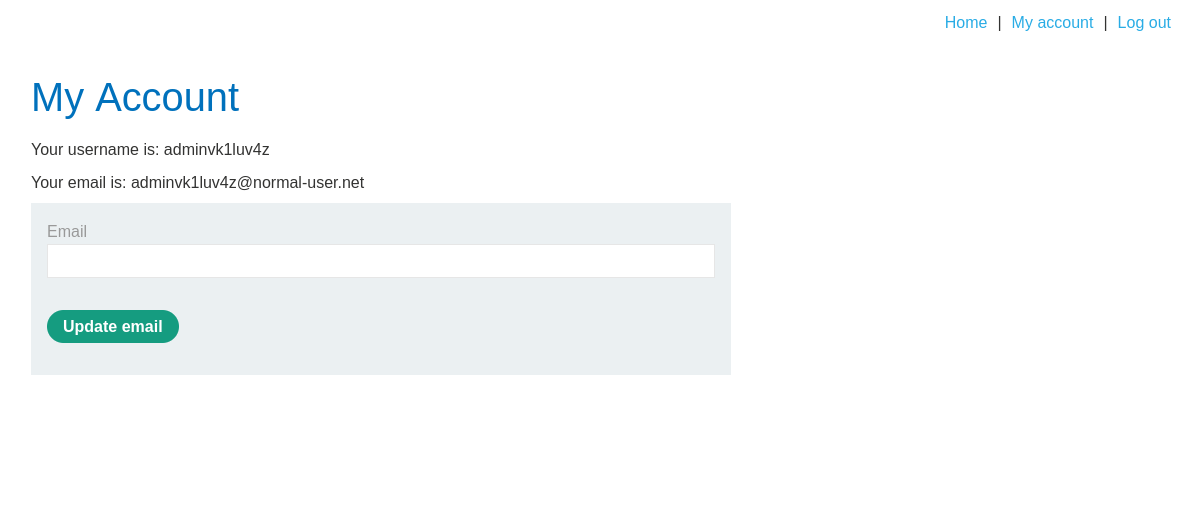 Home | My account | Log out
My Account
Your username is: adminvk1luv4z
Your email is: adminvk1luv4z@normal-user.net
Email
Update email